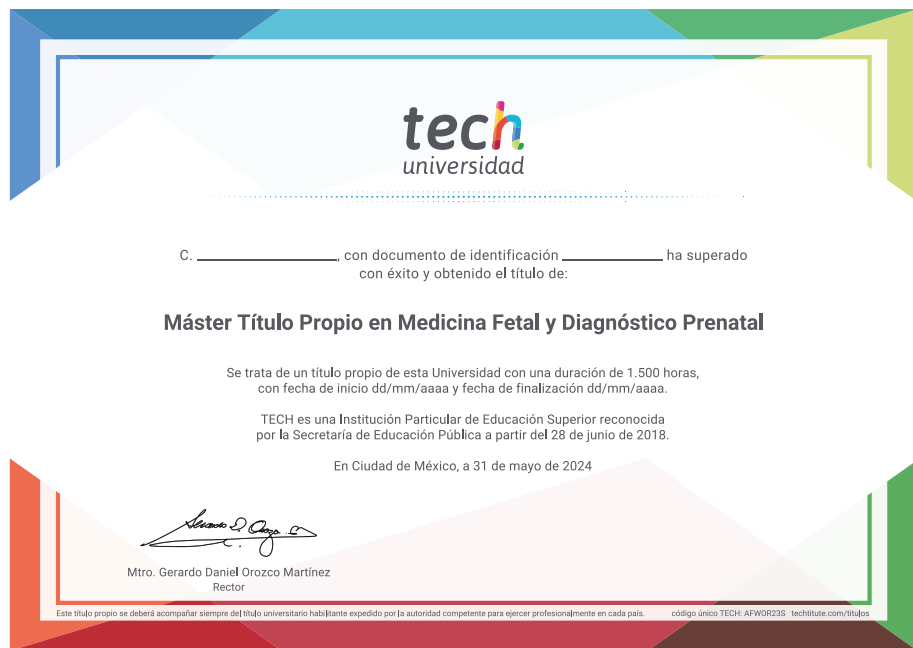 tech
universidad
C. ____________, con documento de identificación ____________ ha superado
con éxito y obtenido el título de:
Máster Título Propio en Medicina Fetal y Diagnóstico Prenatal
Se trata de un título propio de esta Universidad con una duración de 1.500 horas,
con fecha de inicio dd/mm/aaaa y fecha de finalización dd/mm/aaaa.
TECH es una Institución Particular de Educación Superior reconocida
por la Secretaría de Educación Pública a partir del 28 de junio de 2018.
En Ciudad de México, a 31 de mayo de 2024
Mtro. Gerardo Daniel Orozco Martínez
Rector
Este título propio se deberá acompañar siempre del título universitario habilitante expedido por la autoridad competente para ejercer profesionalmente en cada país. código único TECH: AFWOR23S techtitute.com/titulos